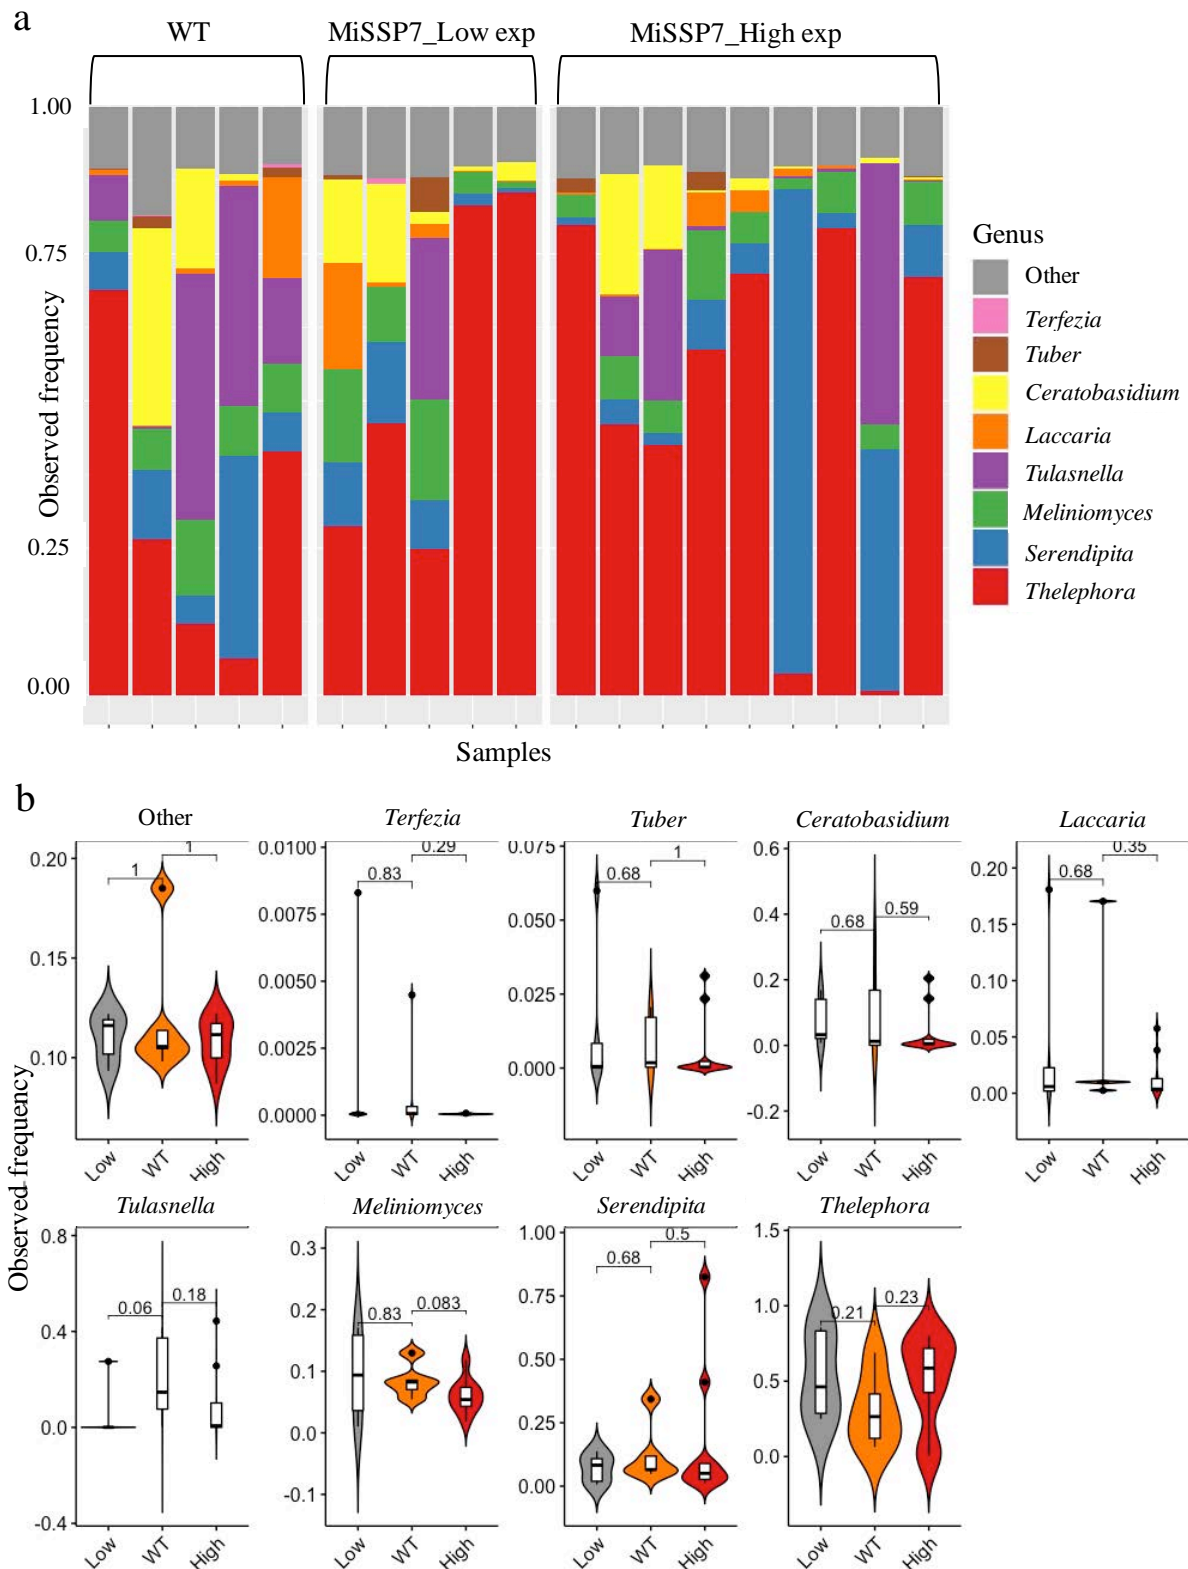 a
WT
MiSSP7_Low exp
MiSSP7_High exp
1.00
0.75
0.25
0.00
Observed frequency
Samples
Genus
Other
Terfezia
Tuber
Ceratobasidium
Laccaria
Tulasnella
Meliniomyces
Serendipita
Thelephora
b
Observed frequency
Other
0.20
0.15
0.10
1
1
Low
WT
High
Terfezia
0.0100
0.0075
0.0050
0.0025
0.0000
0.83
0.29
Low
WT
High
Tuber
0.075
0.050
0.025
0.000
0.68
1
Low
WT
High
Ceratobasidium
0.6
0.4
0.2
0.0
-0.2
0.68
0.59
Low
WT
High
Laccaria
0.20
0.15
0.10
0.05
0.00
0.68
0.35
Low
WT
High
Tulasnella
0.8
0.4
0.0
-0.4
0.06
0.18
Low
WT
High
Meliniomyces
0.3
0.2
0.1
0.0
-0.1
0.83
0.083
Low
WT
High
Serendipita
1.00
0.75
0.50
0.25
0.00
0.68
0.5
Low
WT
High
Thelephora
1.5
1.0
0.5
0.0
0.21
0.23
Low
WT
High